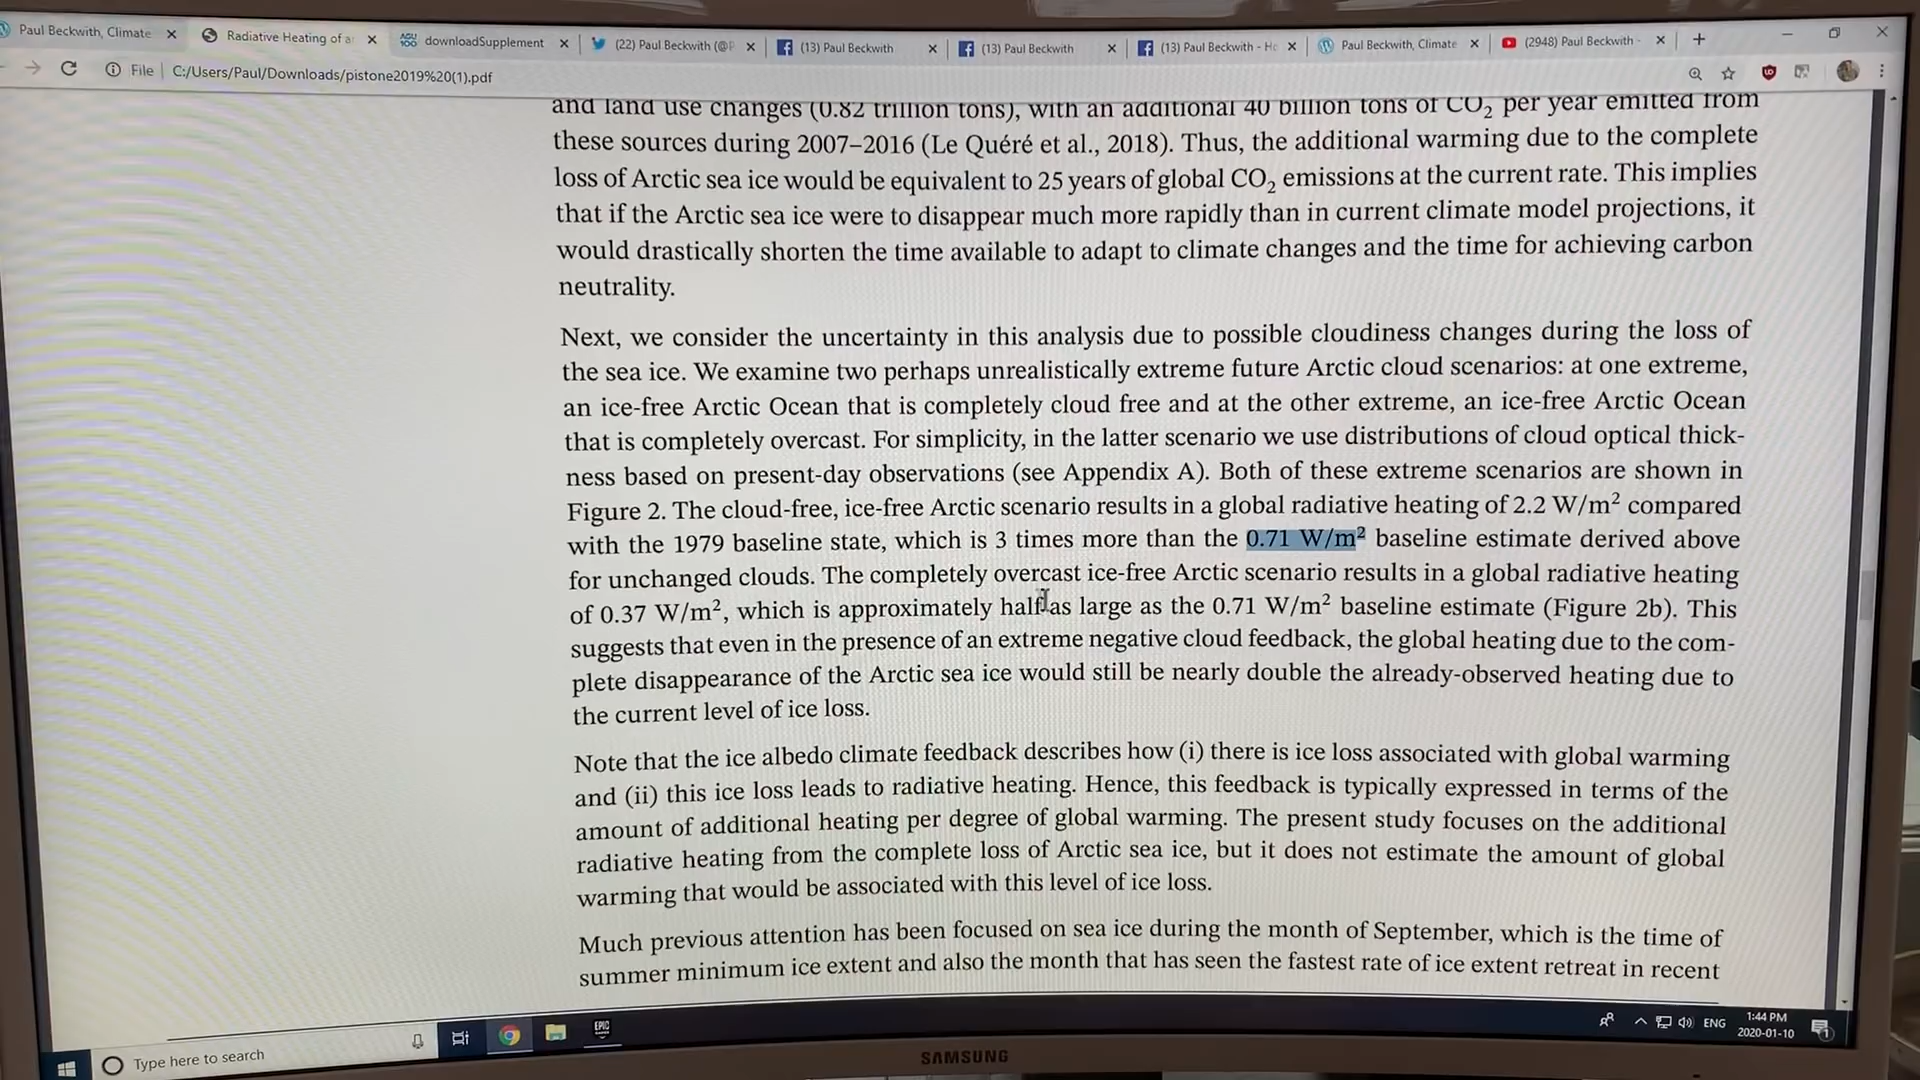 Paul Beckwith, Climate
Radiative Heating of a
AGU
100
downloadSupplement
(22) Paul Beckwith (@P
(13) Paul Beckwith
(13) Paul Beckwith
(13) Paul Beckwith - Ho
Paul Beckwith, Climate
(2948) Paul Beckwith -
File | C:/Users/Paul/Downloads/pistone2019%20(1).pdf
and land use changes (0.82 trillion tons), with an additional 40 billion tons of CO₂ per year emitted from
these sources during 2007–2016 (Le Quéré et al., 2018). Thus, the additional warming due to the complete
loss of Arctic sea ice would be equivalent to 25 years of global CO₂ emissions at the current rate. This implies
that if the Arctic sea ice were to disappear much more rapidly than in current climate model projections, it
would drastically shorten the time available to adapt to climate changes and the time for achieving carbon
neutrality.
Next, we consider the uncertainty in this analysis due to possible cloudiness changes during the loss of
the sea ice. We examine two perhaps unrealistically extreme future Arctic cloud scenarios: at one extreme,
an ice-free Arctic Ocean that is completely cloud free and at the other extreme, an ice-free Arctic Ocean
that is completely overcast. For simplicity, in the latter scenario we use distributions of cloud optical thick-
ness based on present-day observations (see Appendix A). Both of these extreme scenarios are shown in
Figure 2. The cloud-free, ice-free Arctic scenario results in a global radiative heating of 2.2 W/m² compared
with the 1979 baseline state, which is 3 times more than the 0.71 W/m² baseline estimate derived above
for unchanged clouds. The completely overcast ice-free Arctic scenario results in a global radiative heating
of 0.37 W/m², which is approximately half as large as the 0.71 W/m² baseline estimate (Figure 2b). This
suggests that even in the presence of an extreme negative cloud feedback, the global heating due to the com-
plete disappearance of the Arctic sea ice would still be nearly double the already-observed heating due to
the current level of ice loss.
Note that the ice albedo climate feedback describes how (i) there is ice loss associated with global warming
and (ii) this ice loss leads to radiative heating. Hence, this feedback is typically expressed in terms of the
amount of additional heating per degree of global warming. The present study focuses on the additional
radiative heating from the complete loss of Arctic sea ice, but it does not estimate the amount of global
warming that would be associated with this level of ice loss.
Much previous attention has been focused on sea ice during the month of September, which is the time of
summer minimum ice extent and also the month that has seen the fastest rate of ice extent retreat in recent
Type here to search
EPIC
ENG
1:44 PM
2020-01-10
1
SAMSUNG